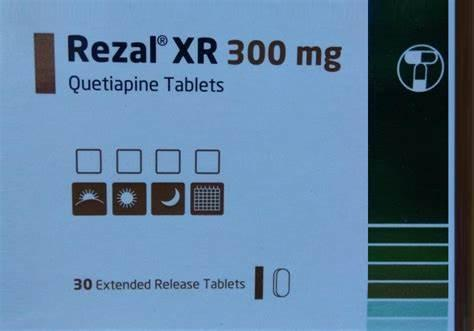 Rezal® XR 300 mg
Quetiapine Tablets
30 Extended Release Tablets